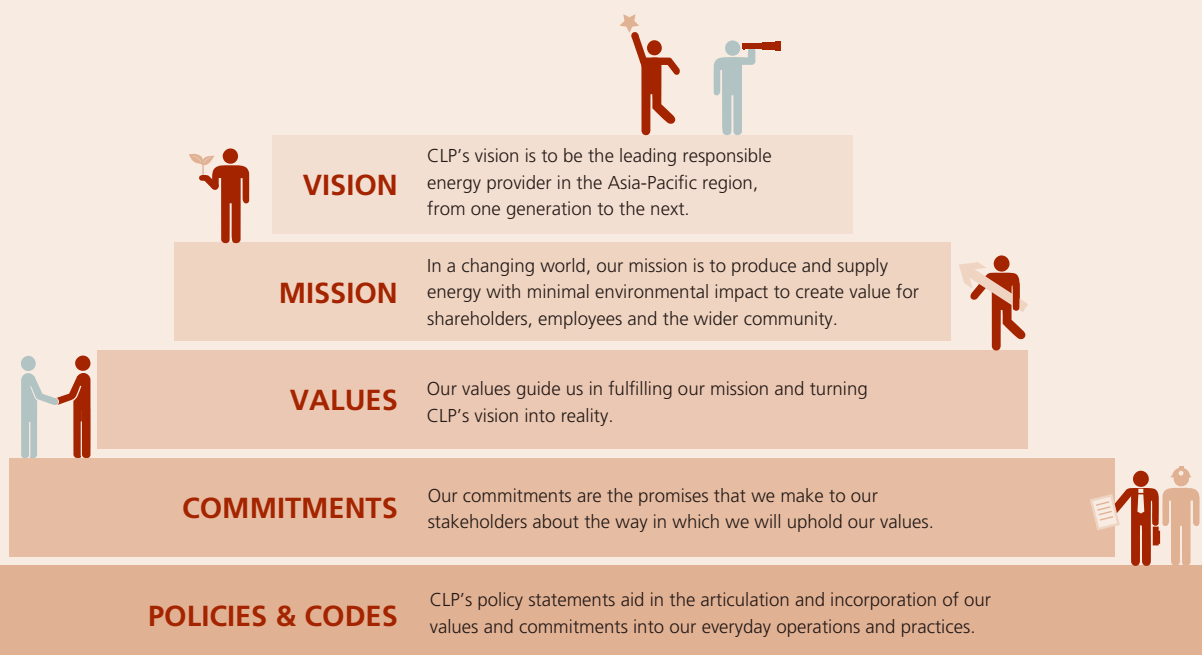 VISION
CLP's vision is to be the leading responsible
energy provider in the Asia-Pacific region,
from one generation to the next.
MISSION
In a changing world, our mission is to produce and supply
energy with minimal environmental impact to create value for
shareholders, employees and the wider community.
VALUES
Our values guide us in fulfilling our mission and turning
CLP's vision into reality.
COMMITMENTS
Our commitments are the promises that we make to our
stakeholders about the way in which we will uphold our values.
POLICIES & CODES
CLP's policy statements aid in the articulation and incorporation of our
values and commitments into our everyday operations and practices.